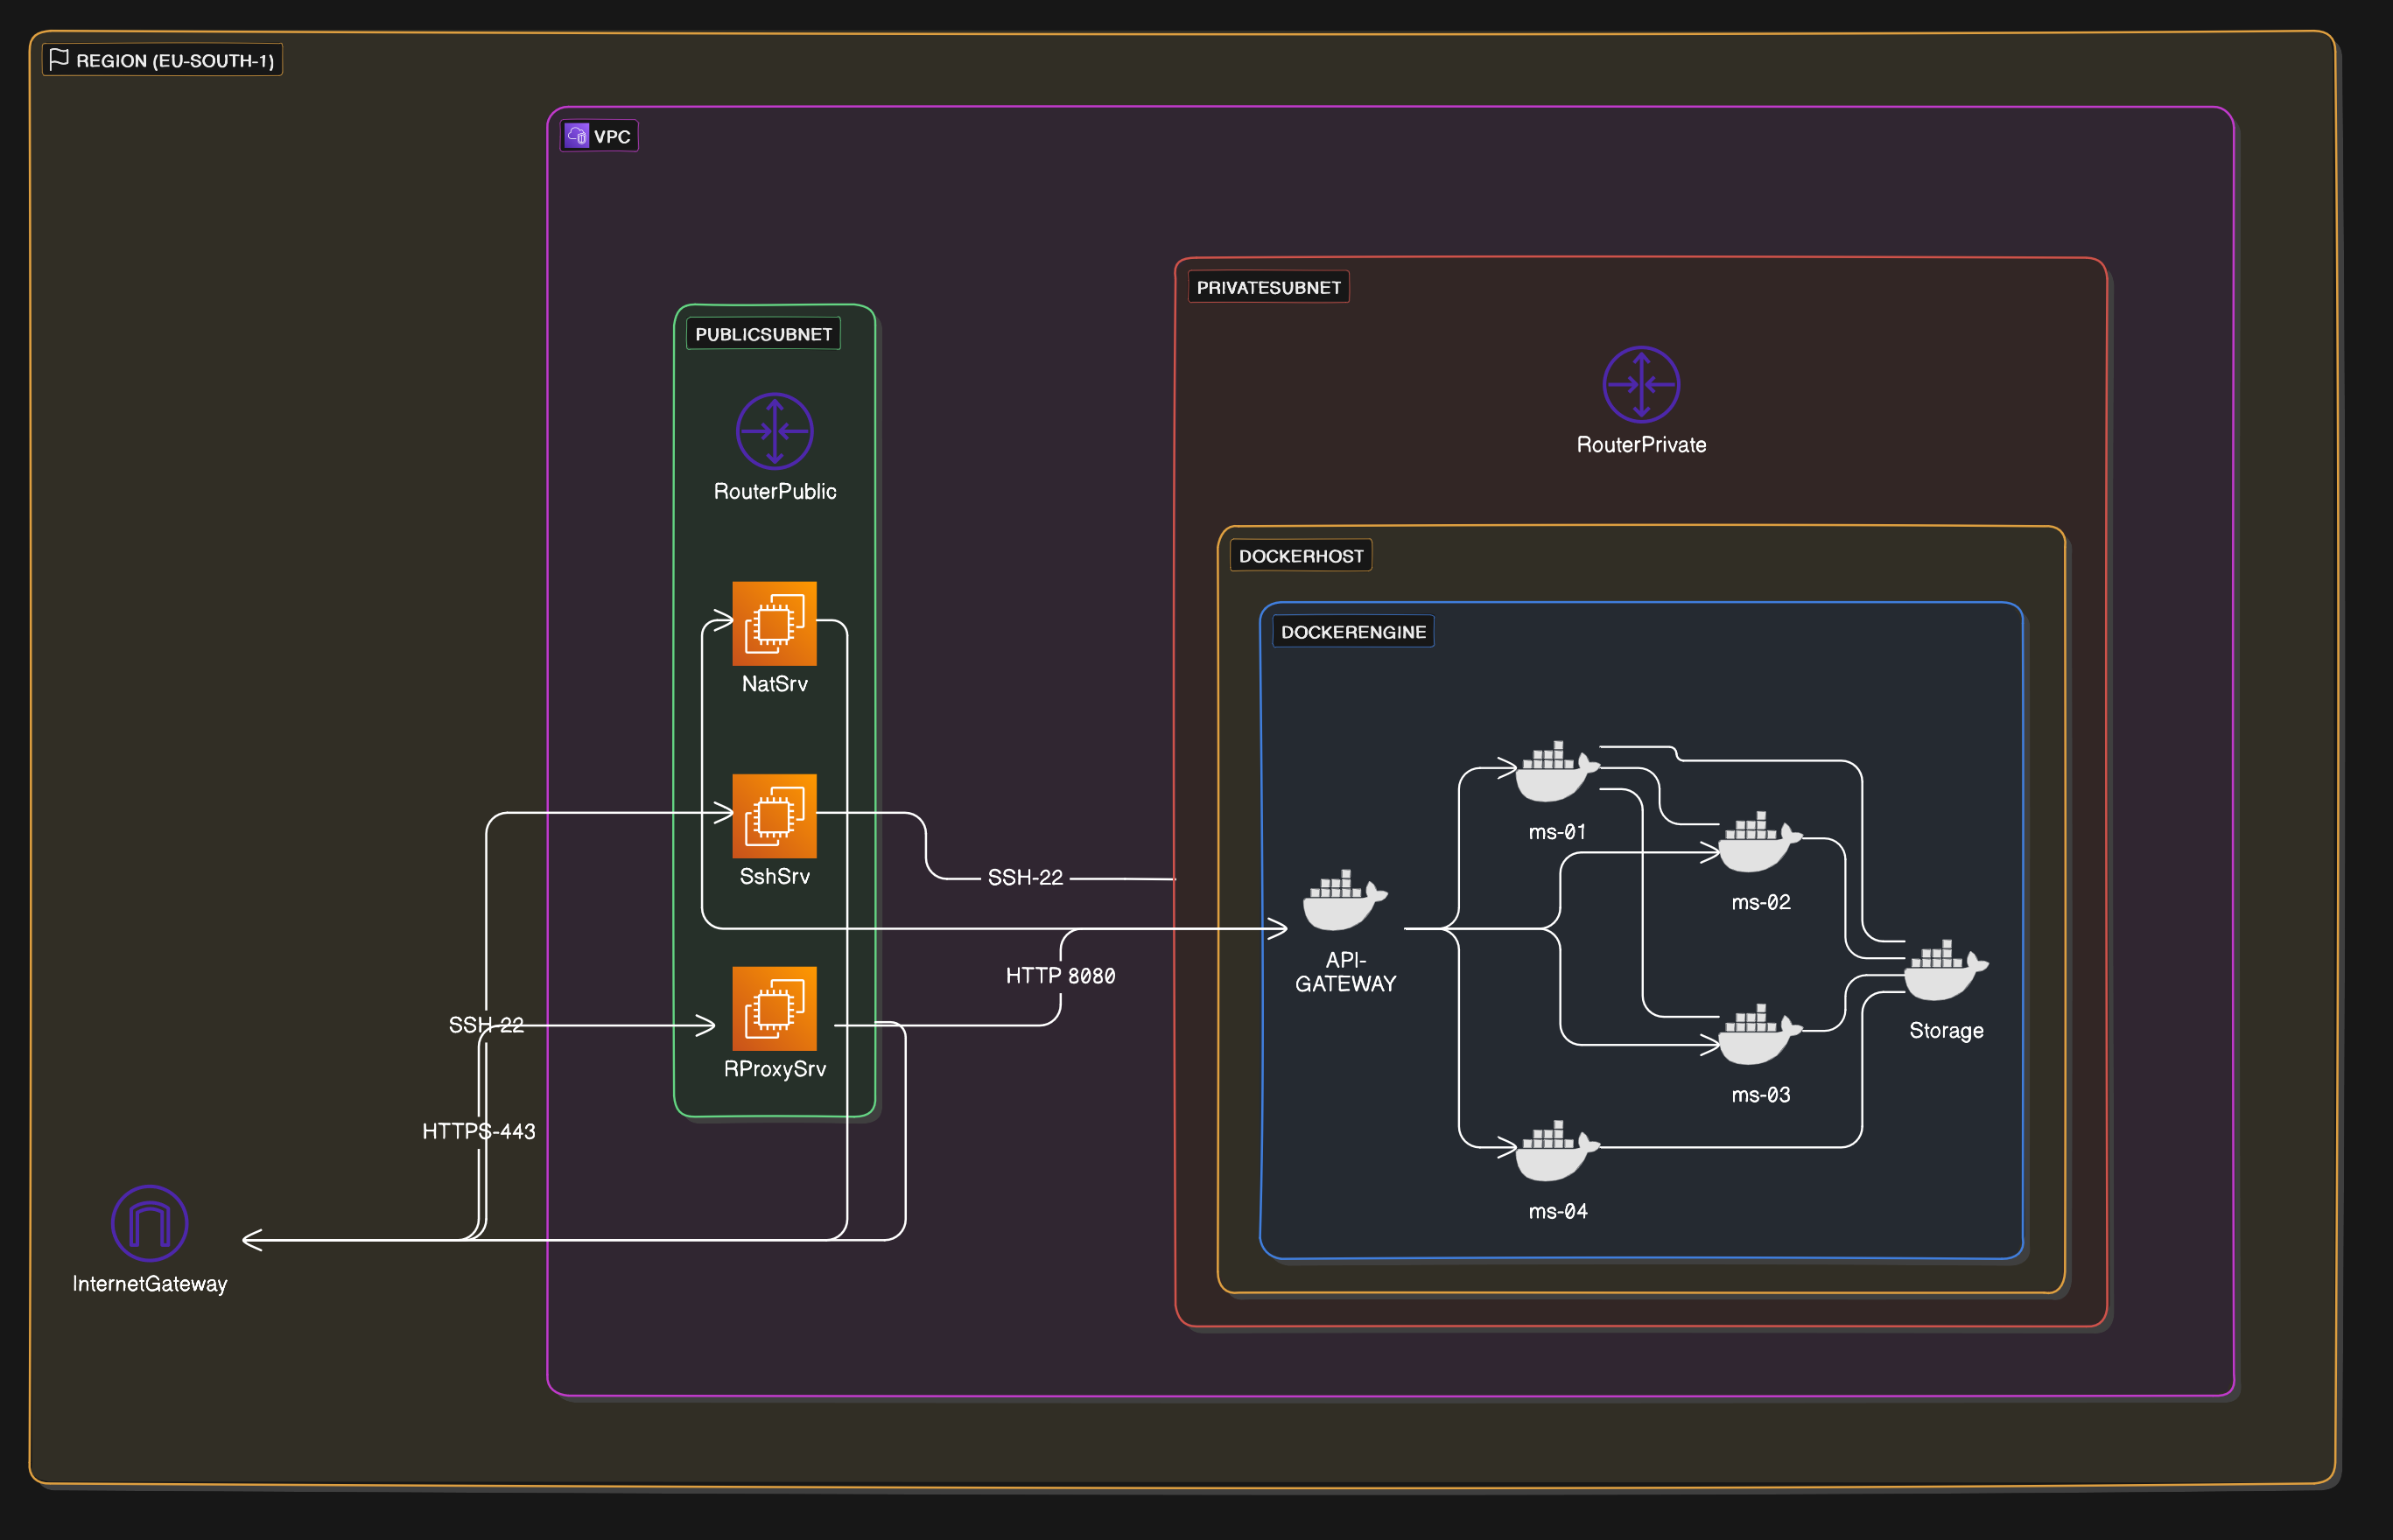 REGION (EU-SOUTH-1)
VPC
PRIVATESUBNET
PUBLICSUBNET
RouterPrivate
RouterPublic
DOCKERHOST
DOCKERENGINE
NatSrv
ms-01
SshSrv
SSH-22
ms-02
API-
GATEWAY
HTTP 8080
SSH-22
Storage
RProxySrv
ms-03
HTTPS-443
ms-04
InternetGateway